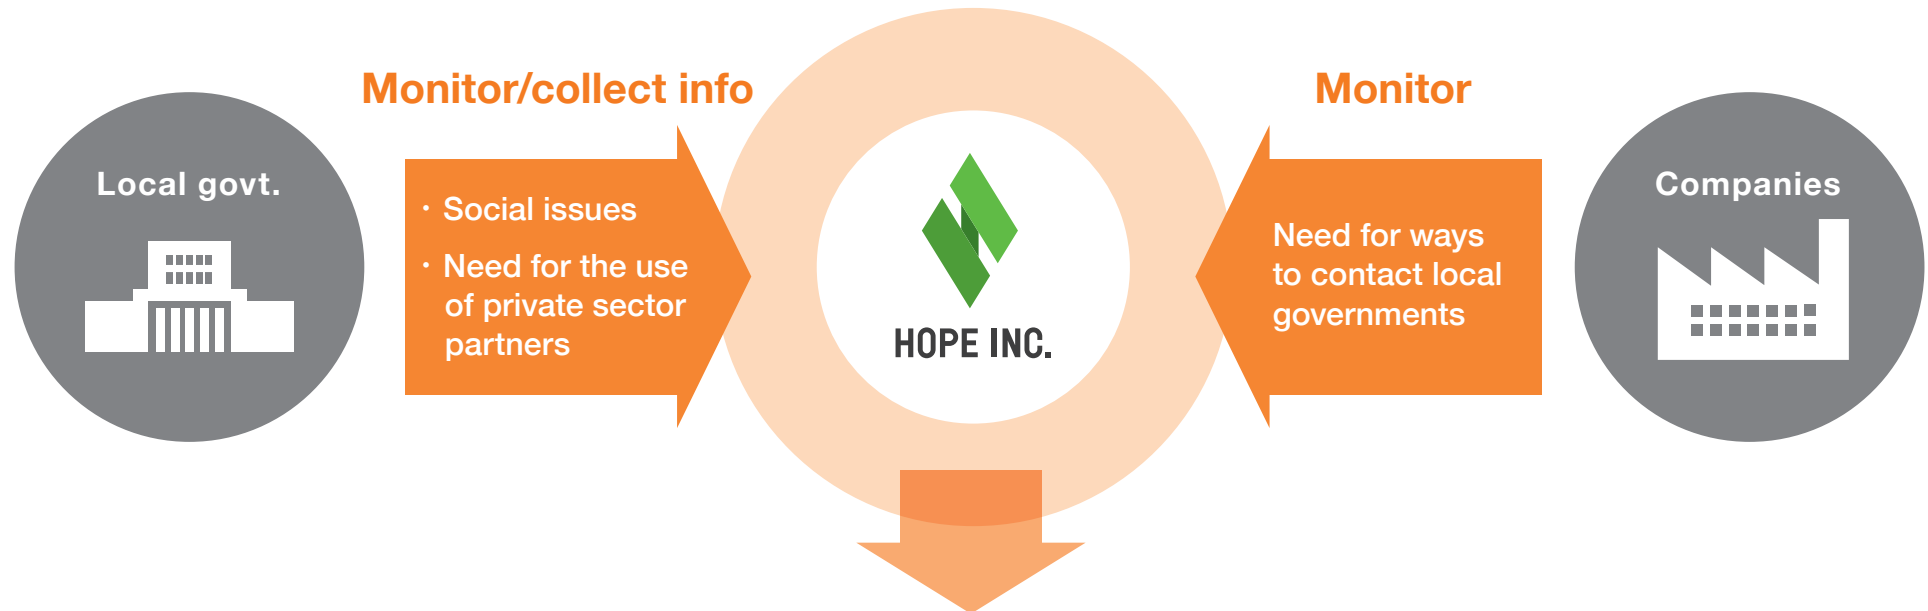 Monitor/collect info
Monitor
Local govt.
・Social issues
・Need for the use
of private sector
partners
HOPE INC.
Need for ways
to contact local
governments
Companies